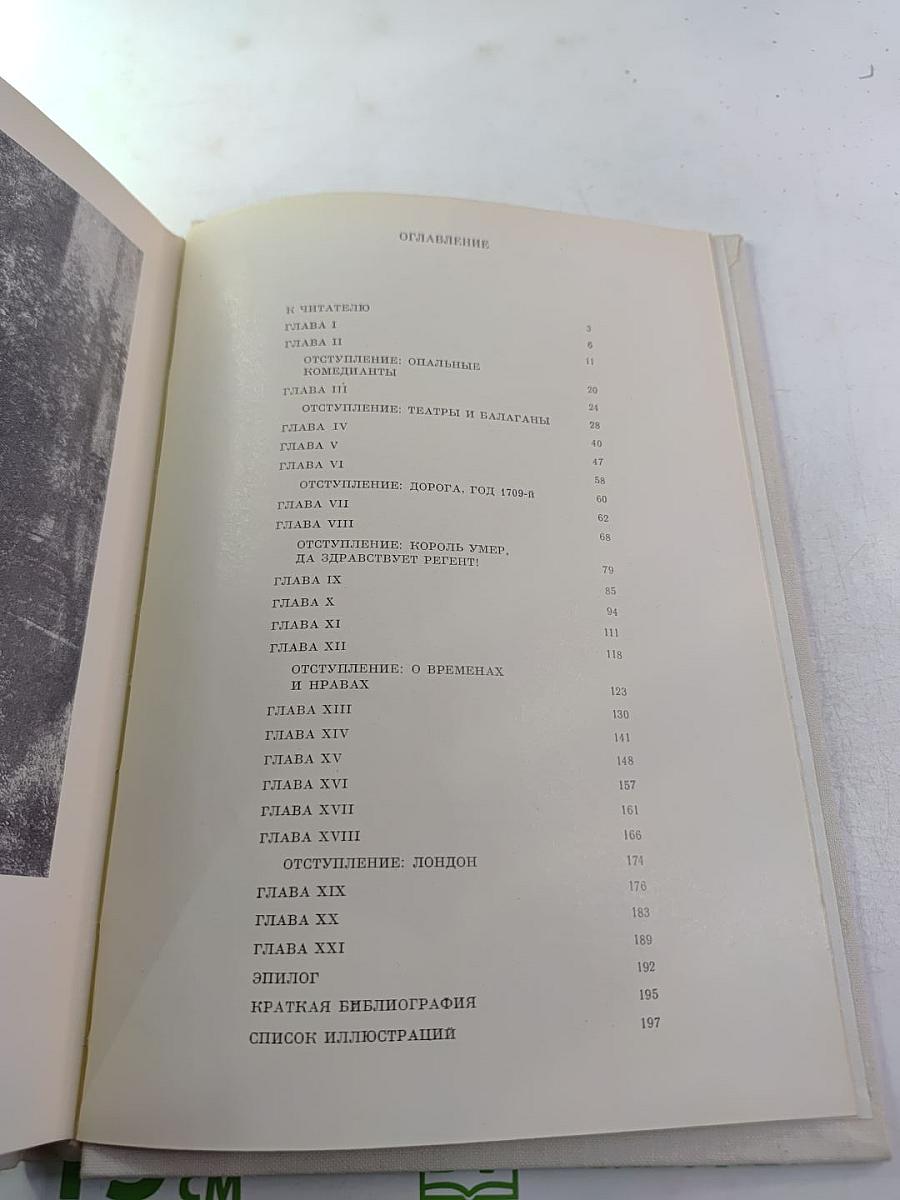 ОГЛАВЛЕНИЕ
К ЧИТАТЕЛЮ 3
ГЛАВА I 6
ГЛАВА II 11
ОТСТУПЛЕНИЕ: ОПАЛЬНЫЕ
КОМЕДИАНТЫ 20
ГЛАВА III 24
ОТСТУПЛЕНИЕ: ТЕАТРЫ И БАЛАГАНЫ 28
ГЛАВА IV 40
ГЛАВА V 47
ГЛАВА VI 58
ОТСТУПЛЕНИЕ: ДОРОГА, ГОД 1709-й 60
ГЛАВА VII 62
ГЛАВА VIII 68
ОТСТУПЛЕНИЕ: КОРОЛЬ УМЕР,
ДА ЗДРАВСТВУЕТ РЕГЕНТ! 79
ГЛАВА IX 85
ГЛАВА X 94
ГЛАВА XI 111
ГЛАВА XII 118
ОТСТУПЛЕНИЕ: О ВРЕМЕНАХ
И НРАВАХ 123
ГЛАВА XIII 130
ГЛАВА XIV 141
ГЛАВА XV 148
ГЛАВА XVI 157
ГЛАВА XVII 161
ГЛАВА XVIII 166
ОТСТУПЛЕНИЕ: ЛОНДОН 174
ГЛАВА XIX 176
ГЛАВА XX 183
ГЛАВА XXI 189
ЭПИЛОГ 192
КРАТКАЯ БИБЛИОГРАФИЯ 195
СПИСОК ИЛЛЮСТРАЦИЙ 197
СМ